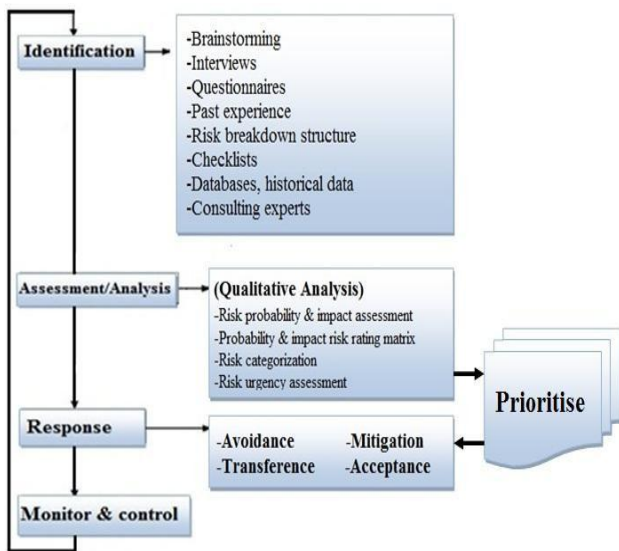 Identification
-Brainstorming
-Interviews
-Questionnaires
-Past experience
-Risk breakdown structure
-Checklists
-Databases, historical data
-Consulting experts
Assessment/Analysis
(Qualitative Analysis)
-Risk probability & impact assessment
-Probability & impact risk rating matrix
-Risk categorization
-Risk urgency assessment
Prioritise
Response
-Avoidance -Mitigation
-Transference -Acceptance
Monitor & control